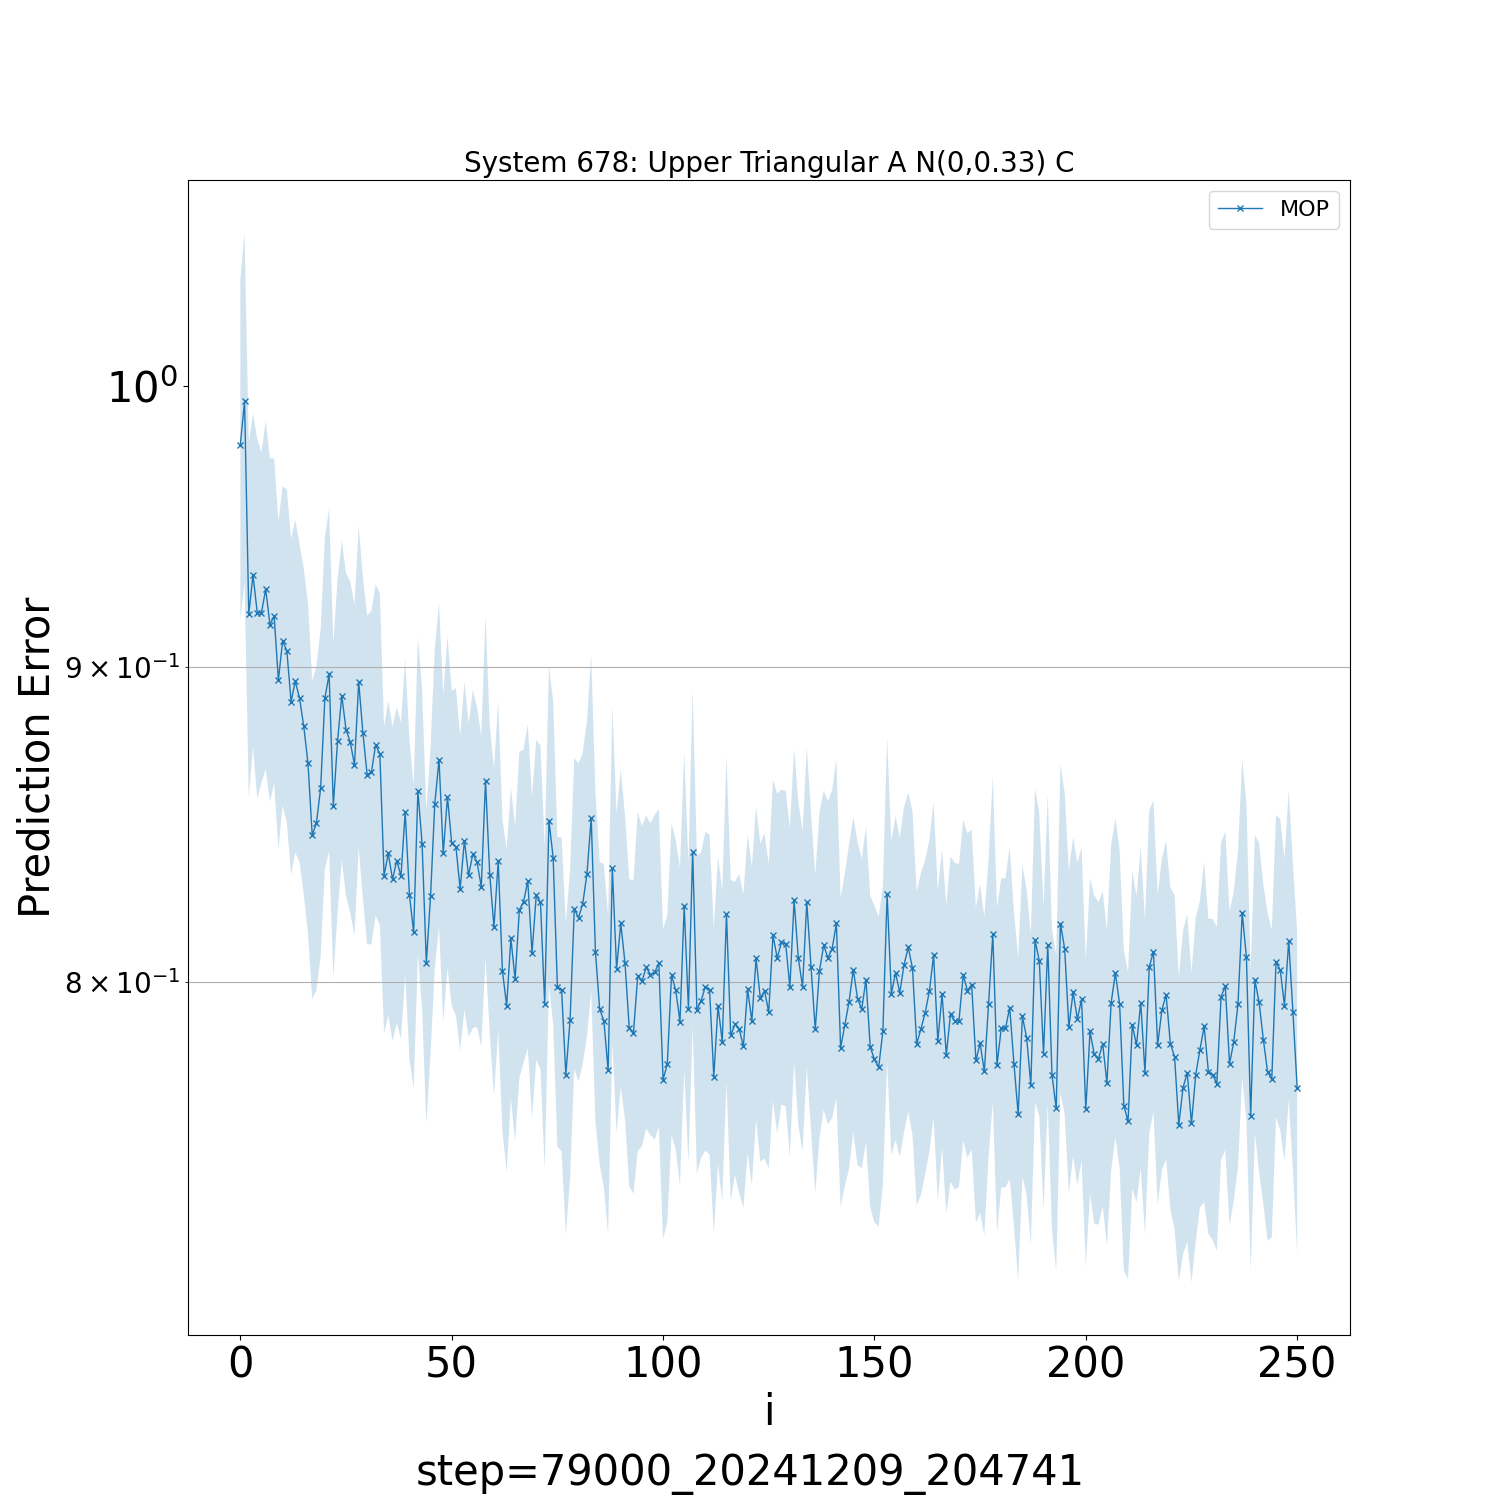 System 678: Upper Triangular A N(0,0.33) C
MOP
Prediction Error
10⁰
9 × 10⁻¹
8 × 10⁻¹
0 50 100 150 200 250
i
step=79000_20241209_204741